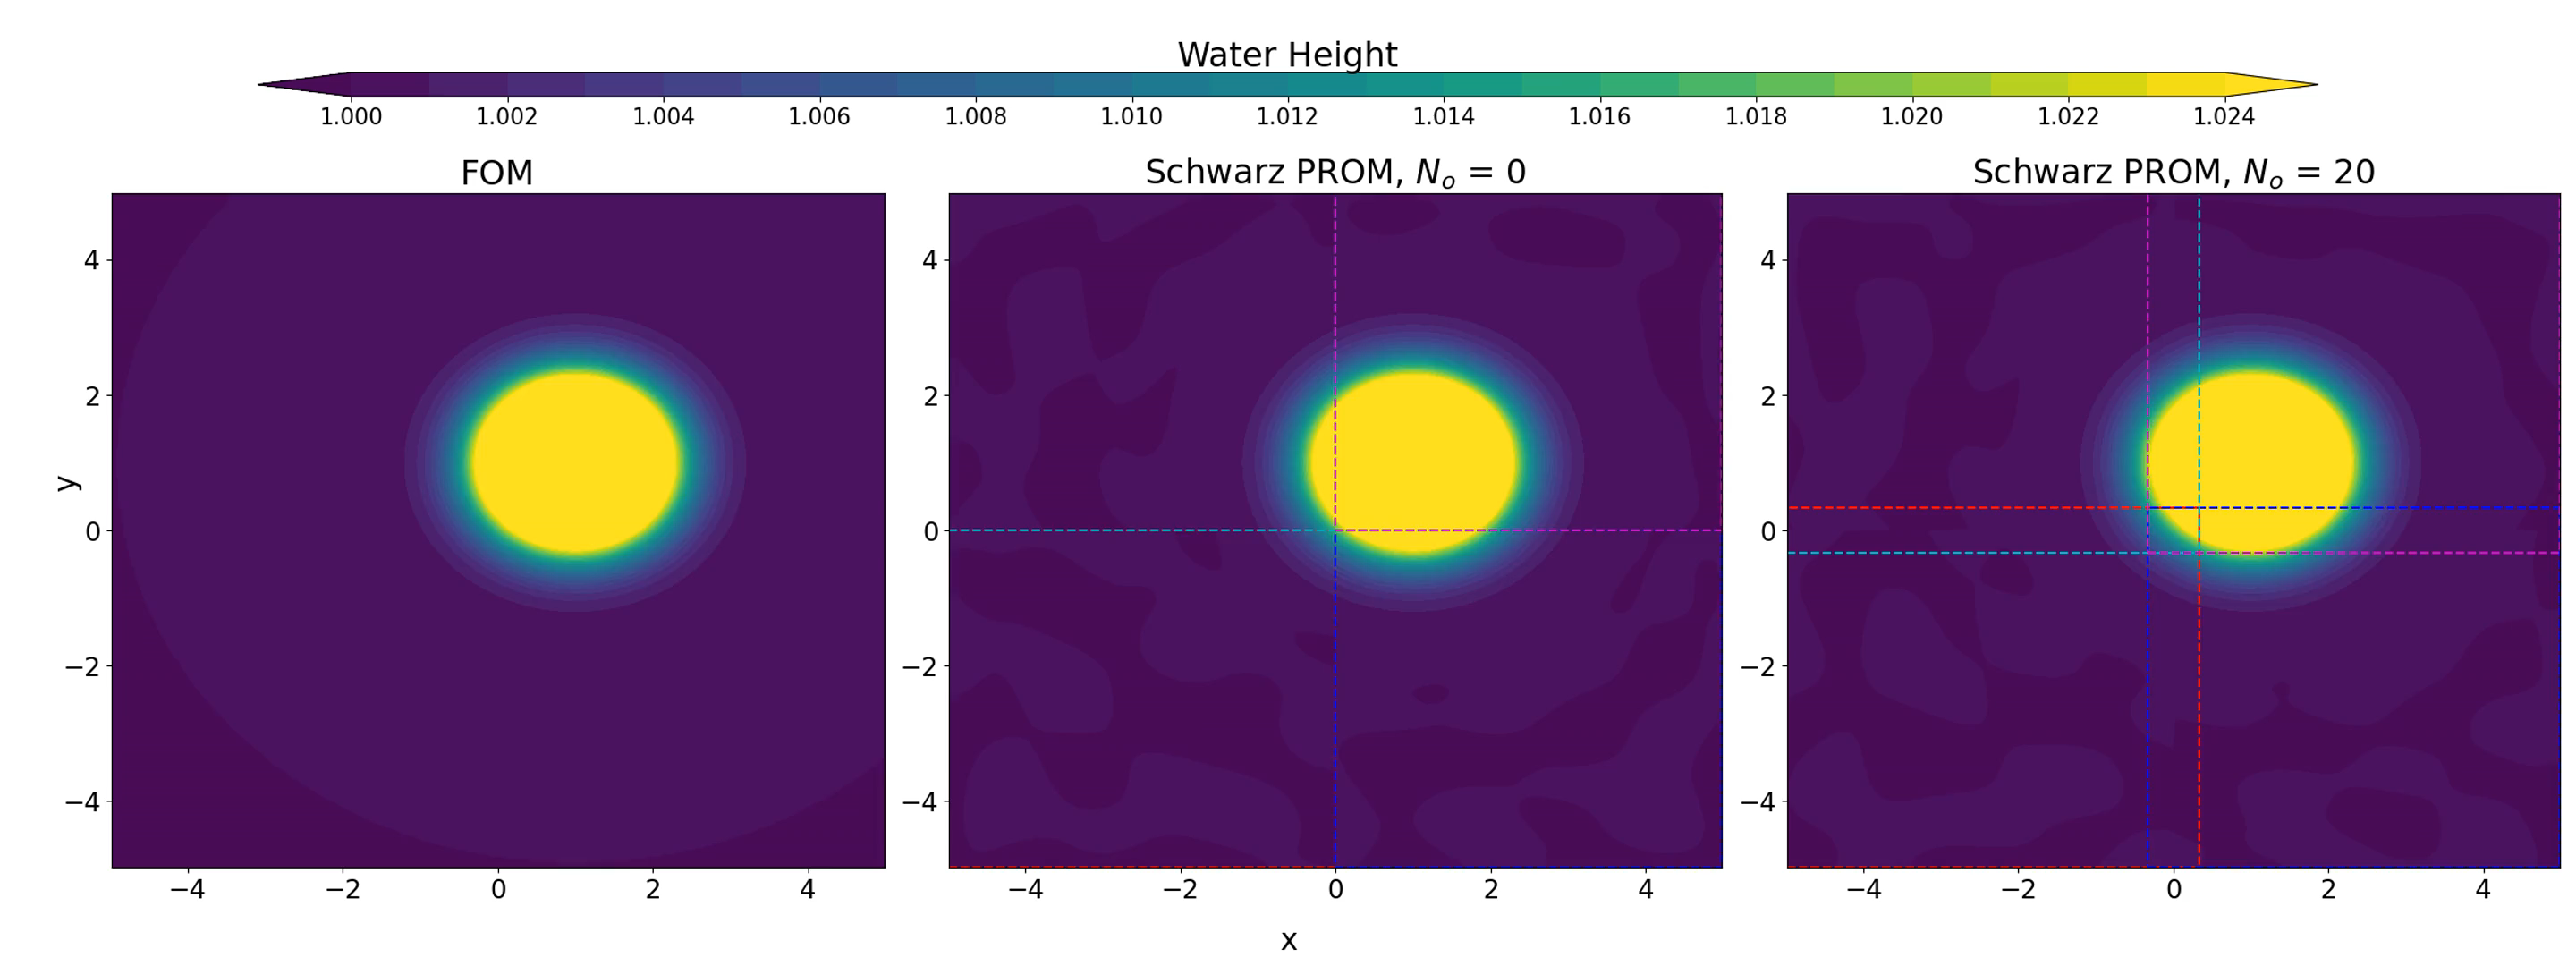 Water Height
1.000 1.002 1.004 1.006 1.008 1.010 1.012 1.014 1.016 1.018 1.020 1.022 1.024
FOM
Schwarz PROM, Nₒ = 0
Schwarz PROM, Nₒ = 20
4 4 4
2 2 2
y
0 0 0
−2 −2 −2
−4 −4 −4
−4 −2 0 2 4 −4 −2 0 2 4 −4 −2 0 2 4
x